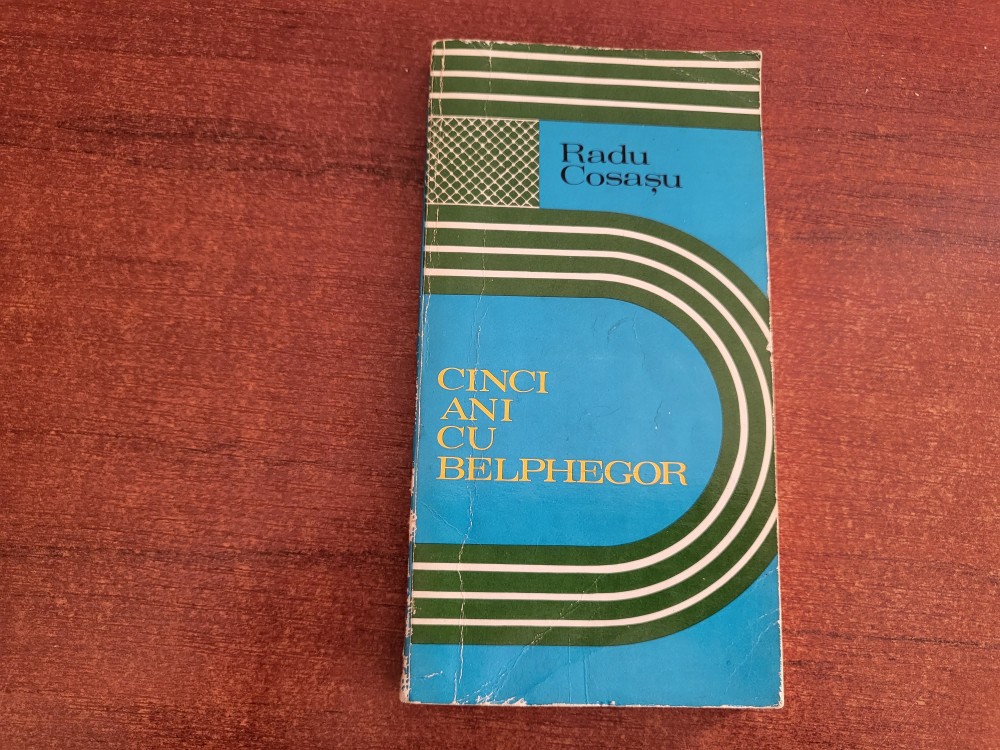 Radu
Cosașu
CINCI
ANI
CU
BELPHEGOR